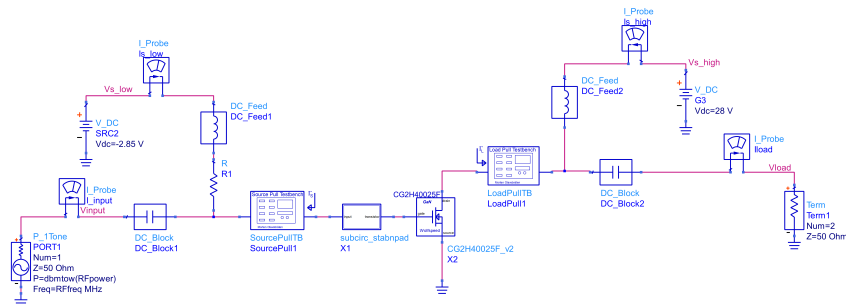 I_Probe
Is_high
I_Probe
Is_low
Vs_high
Vs_low
DC_Feed
DC_Feed2
V_DC
G3
Vdc=28 V
DC_Feed
DC_Feed1
V_DC
SRC2
Vdc=-2.85 V
I_Probe
Iload
Load Pull Testbench
R
R1
Vload
I_Probe
I_input
Vinput
Source Pull Testbench
CG2H40025F
GaN
LoadPullTB
LoadPull1
DC_Block
DC_Block2
Term
Term1
Num=2
Z=50 Ohm
P_1Tone
PORT1
Num=1
Z=50 Ohm
P=dbmtow(RFpower)
Freq=RFfreq MHz
DC_Block
DC_Block1
SourcePullTB
SourcePull1
subcirc_stabnpad
X1
Wolfspeed
CG2H40025F_v2
X2